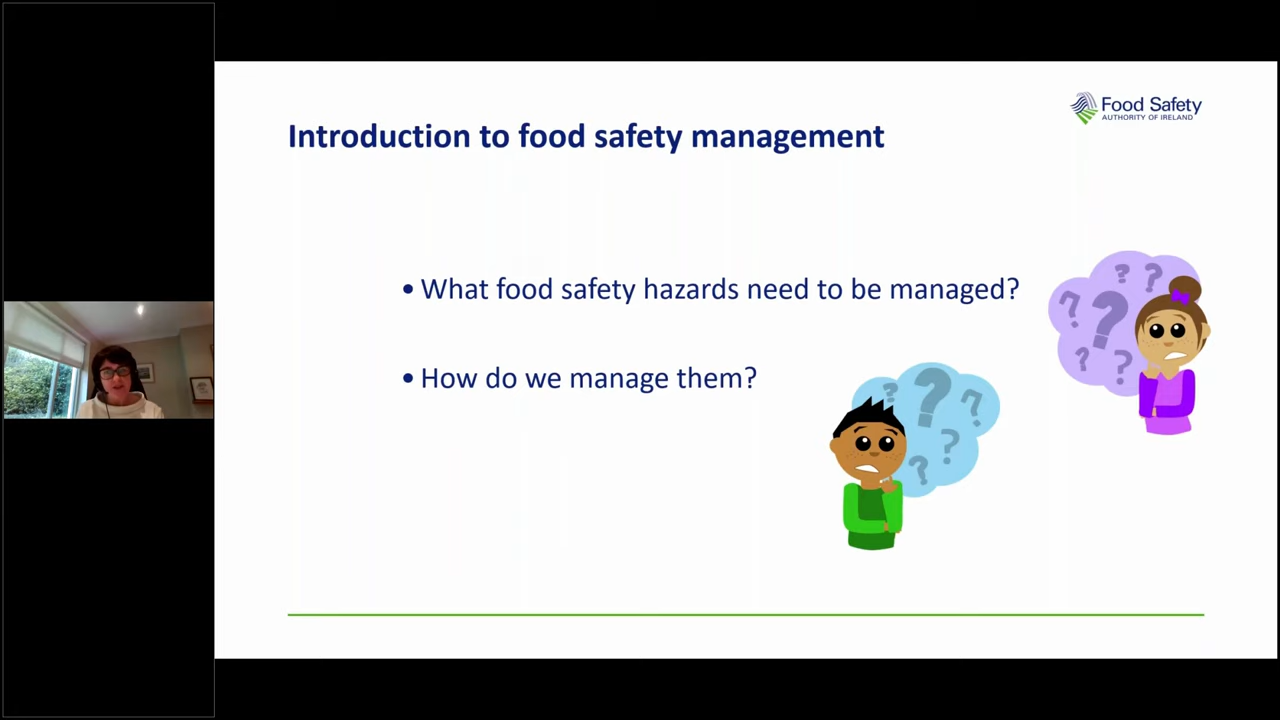 Food Safety
AUTHORITY OF IRELAND
Introduction to food safety management
• What food safety hazards need to be managed?
• How do we manage them?
? ? ? ? ? ?
? ? ? ? ?